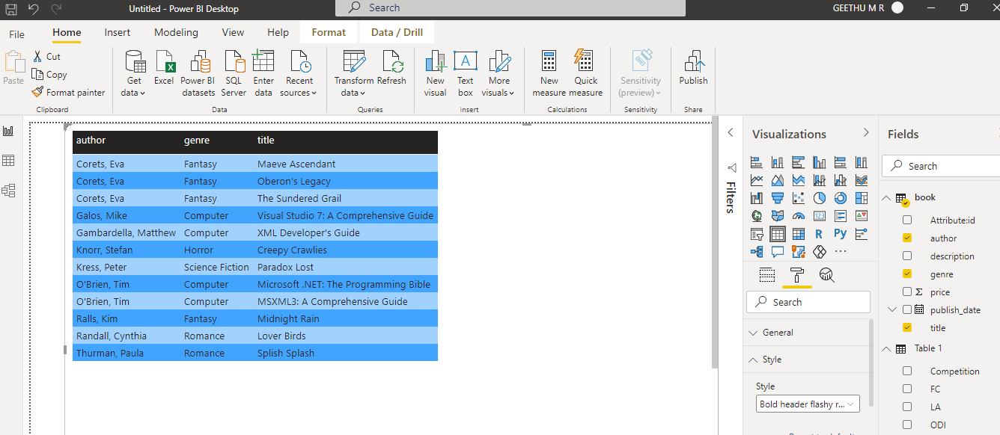 Untitled - Power BI Desktop
Search
GEETHU M R
File Home Insert Modeling View Help Format Data / Drill
Paste
Cut
Copy
Format painter
Clipboard
Get data
Excel
Power BI datasets
SQL Server
Enter data
Recent sources
Data
Transform data
Refresh
Queries
New visual
Text box
More visuals
Insert
New measure
Quick measure
Calculations
Sensitivity (preview)
Sensitivity
Publish
Share
author genre title
Corets, Eva Fantasy Maeve Ascendant
Corets, Eva Fantasy Oberon's Legacy
Corets, Eva Fantasy The Sundered Grail
Galos, Mike Computer Visual Studio 7: A Comprehensive Guide
Gambardella, Matthew Computer XML Developer's Guide
Knorr, Stefan Horror Creepy Crawlies
Kress, Peter Science Fiction Paradox Lost
O'Brien, Tim Computer Microsoft .NET: The Programming Bible
O'Brien, Tim Computer MSXML3: A Comprehensive Guide
Ralls, Kim Fantasy Midnight Rain
Randall, Cynthia Romance Lover Birds
Thurman, Paula Romance Splish Splash
Filters
Visualizations
123
R
Py
Search
General
Style
Style
Bold header flashy r...
Fields
Search
book
Attribute:id
author
description
genre
Σ price
publish_date
title
Table 1
Competition
FC
LA
ODI